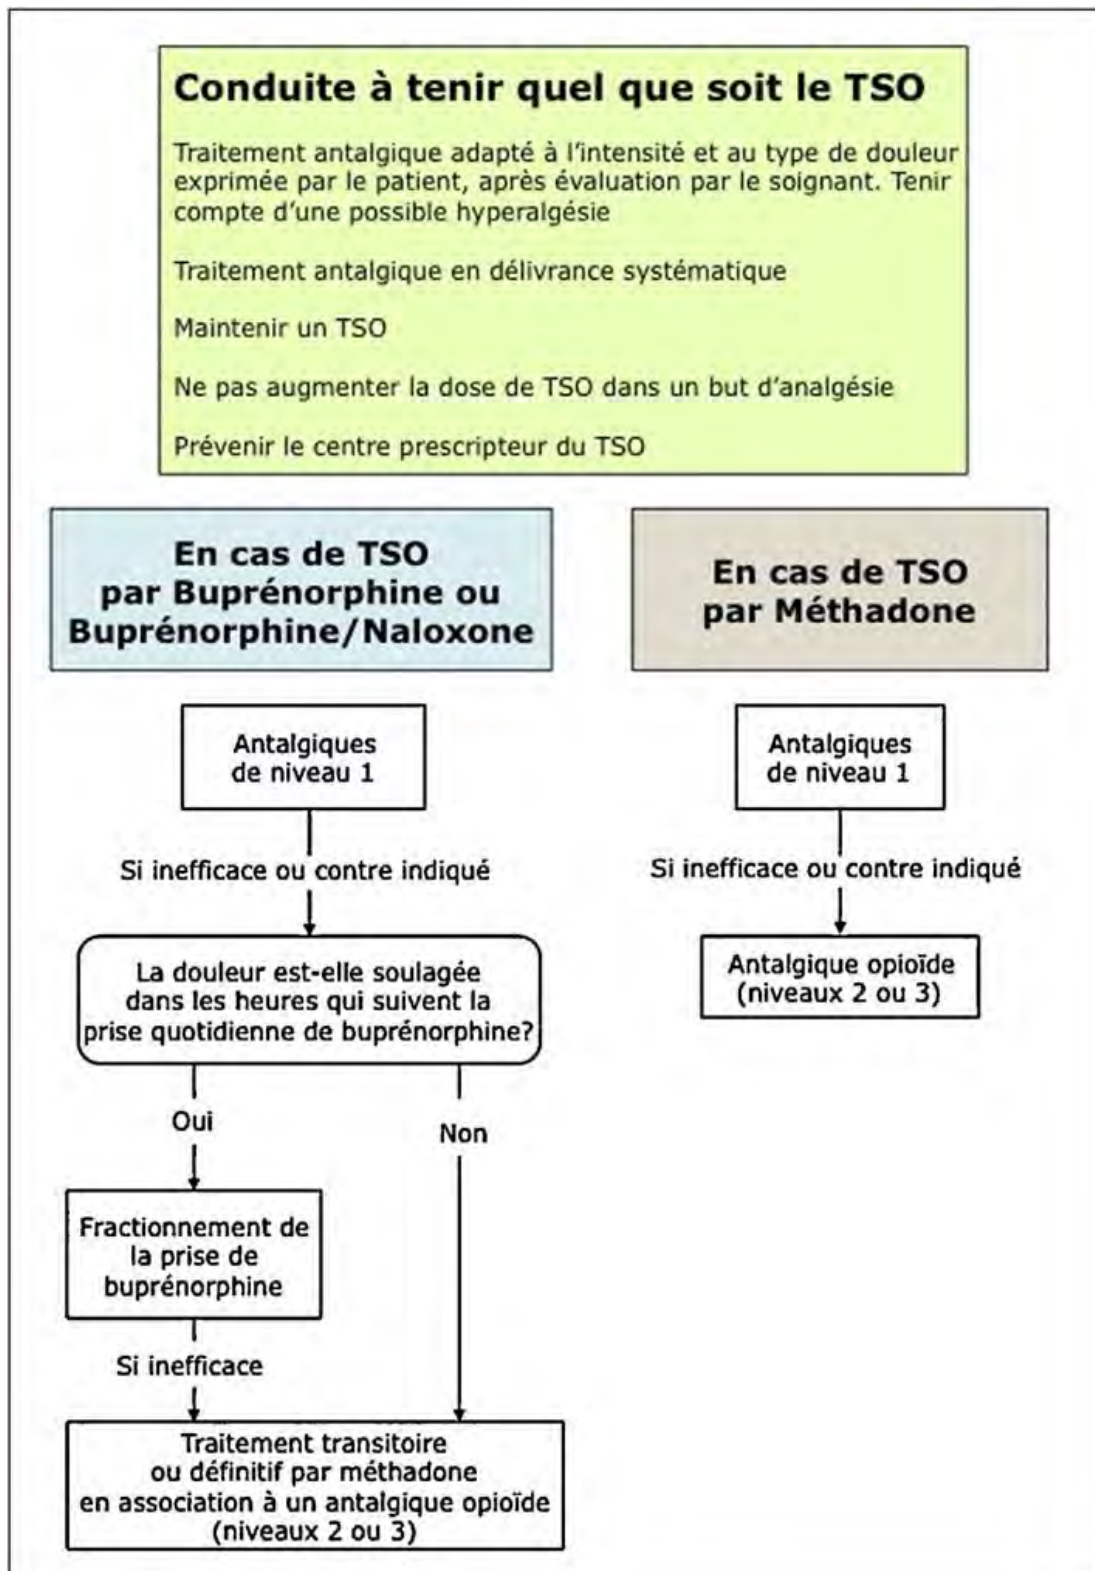 Conduite à tenir quel que soit le TSO
Traitement antalgique adapté à l'intensité et au type de douleur
exprimée par le patient, après évaluation par le soignant. Tenir
compte d'une possible hyperalgésie
Traitement antalgique en délivrance systématique
Maintenir un TSO
Ne pas augmenter la dose de TSO dans un but d'analgésie
Prévenir le centre prescripteur du TSO
En cas de TSO
par Buprénorphine ou
Buprénorphine/Naloxone
Antalgiques
de niveau 1
Si inefficace ou contre indiqué
La douleur est-elle soulagée
dans les heures qui suivent la
prise quotidienne de buprénorphine?
Oui
Non
Fractionnement de
la prise de
buprénorphine
Si inefficace
Traitement transitoire
ou définitif par méthadone
en association à un antalgique opioïde
(niveaux 2 ou 3)
En cas de TSO
par Méthadone
Antalgiques
de niveau 1
Si inefficace ou contre indiqué
Antalgique opioïde
(niveaux 2 ou 3)